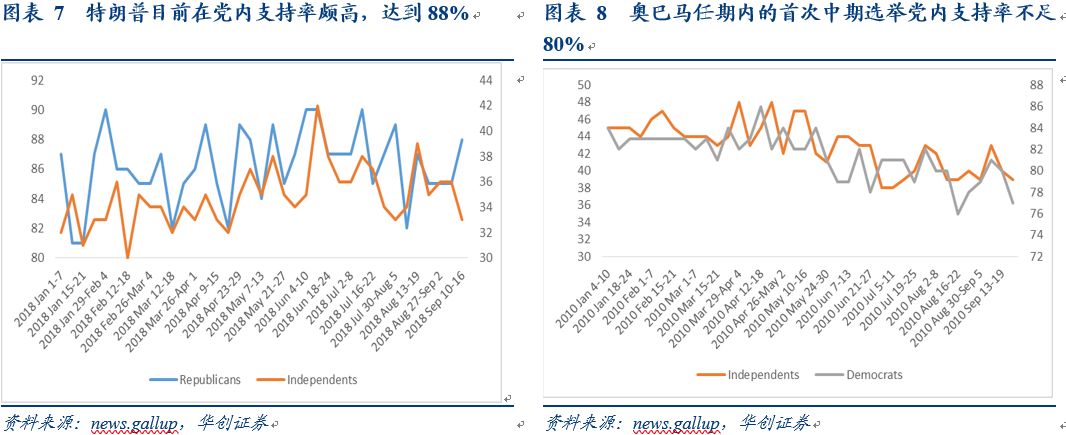 图表 7 特朗普目前在党内支持率颇高，达到 88%
92
90
88
86
84
82
80
44
42
40
38
36
34
32
30
2018 Jan 1-7
2018 Jan 15-21
2018 Jan 29-Feb 4
2018 Feb 12-18
2018 Feb 26-Mar 4
2018 Mar 12-18
2018 Mar 26-Apr 1
2018 Apr 9-15
2018 Apr 23-29
2018 May 7-13
2018 May 21-27
2018 Jun 4-10
2018 Jun 18-24
2018 Jul 2-8
2018 Jul 16-22
2018 Jul 30-Aug 5
2018 Aug 13-19
2018 Aug 27-Sep 2
2018 Sep 10-16
Republicans
Independents
资料来源：news.gallup，华创证券
图表 8 奥巴马任期内的首次中期选举党内支持率不足
80%
50
48
46
44
42
40
38
36
34
32
30
88
86
84
82
80
78
76
74
72
2010 Jan 4-10
2010 Jan 18-24
2010 Feb 1-7
2010 Feb 15-21
2010 Mar 1-7
2010 Mar 15-21
2010 Mar 29-Apr 4
2010 Apr 12-18
2010 Apr 26-May 2
2010 May 10-16
2010 May 24-30
2010 Jun 7-13
2010 Jun 21-27
2010 Jul 5-11
2010 Jul 19-25
2010 Aug 2-8
2010 Aug 16-22
2010 Aug 30-Sep 5
2010 Sep 13-19
Independents
Democrats
资料来源：news.gallup，华创证券